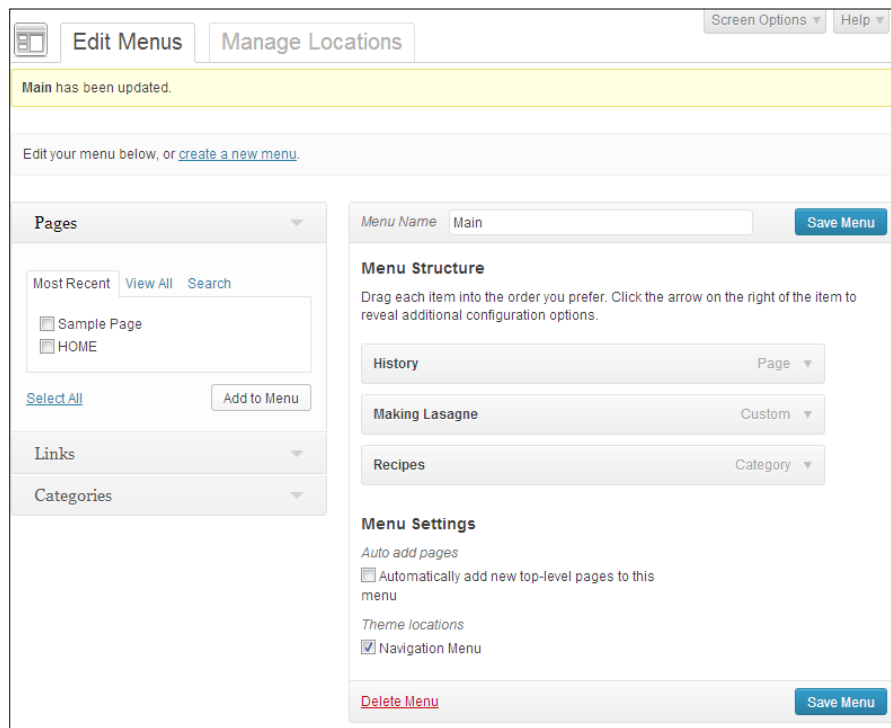 Screen Options Help
Edit Menus Manage Locations
Main has been updated.
Edit your menu below, or create a new menu.
Pages
Most Recent View All Search
Sample Page
HOME
Select All Add to Menu
Links
Categories
Menu Name Main Save Menu
Menu Structure
Drag each item into the order you prefer. Click the arrow on the right of the item to
reveal additional configuration options.
History Page
Making Lasagne Custom
Recipes Category
Menu Settings
Auto add pages
Automatically add new top-level pages to this
menu
Theme locations
Navigation Menu
Delete Menu Save Menu